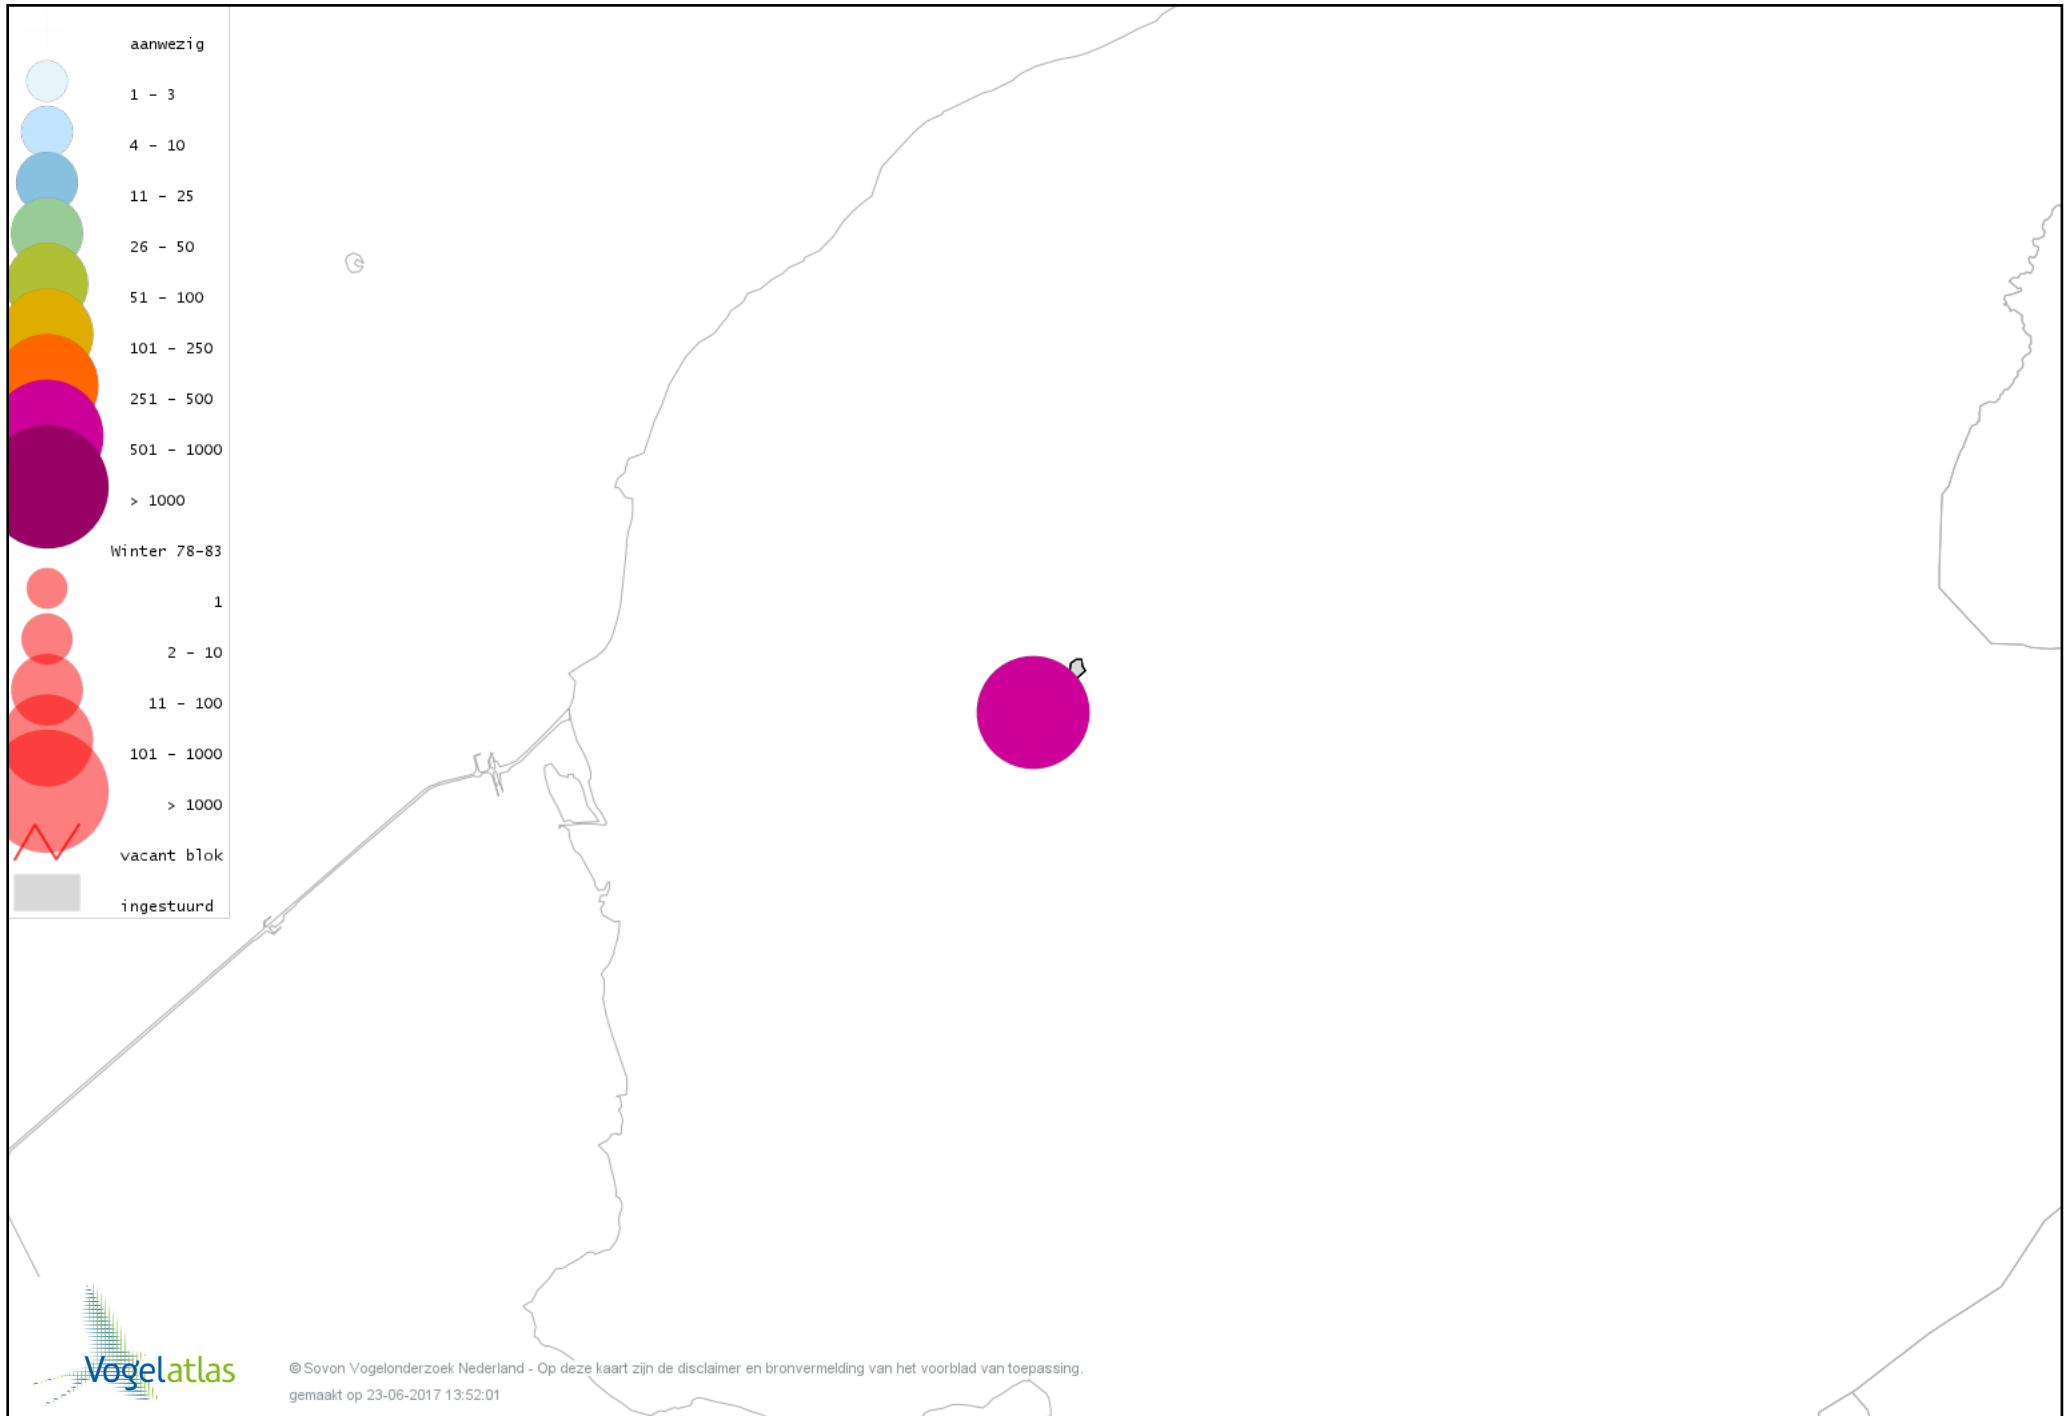 aanwezig
1 - 3
4 - 10
11 - 25
26 - 50
51 - 100
101 - 250
251 - 500
501 - 1000
> 1000
Winter 78-83
1
2 - 10
11 - 100
101 - 1000
> 1000
vacant blok
ingestuurd
Vogelatlas
© Sovon Vogelonderzoek Nederland - Op deze kaart zijn de disclaimer en bronvermelding van het voorblad van toepassing.
gemaakt op 23-06-2017 13:52:01